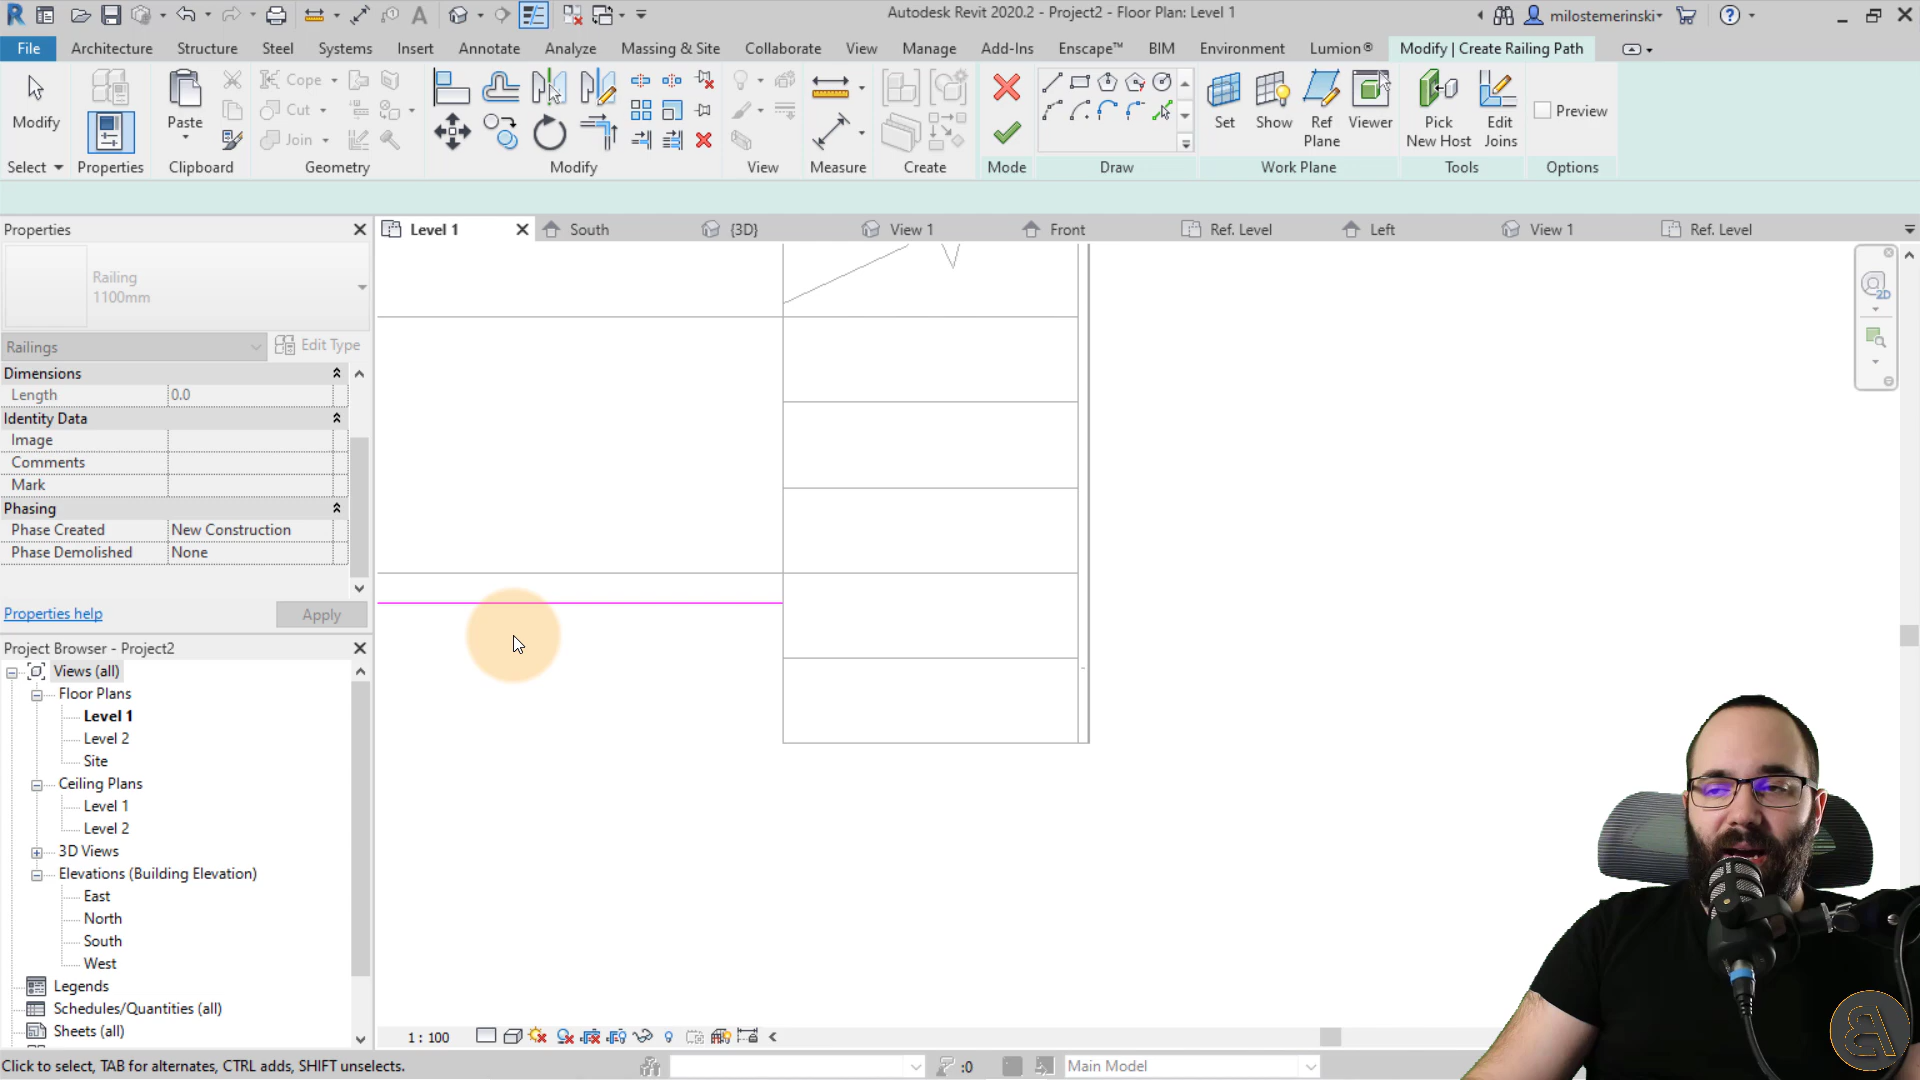 Autodesk Revit 2020.2 - Project2 - Floor Plan: Level 1
milostemerinski
File Architecture Structure Steel Systems Insert Annotate Analyze Massing & Site Collaborate View Manage Add-Ins Enscape™ BIM Environment Lumion® Modify | Create Railing Path
Modify
Paste
Cope
Cut
Join
Set
Show
Ref
Plane
Viewer
Pick
New Host
Edit
Joins
Preview
Select Properties Clipboard Geometry Modify View Measure Create Mode Draw Work Plane Tools Options
Properties
Level 1 South {3D} View 1 Front Ref. Level Left View 1 Ref. Level
Railing
1100mm
Railings Edit Type
Dimensions
Length 0.0
Identity Data
Image
Comments
Mark
Phasing
Phase Created New Construction
Phase Demolished None
Properties help Apply
Project Browser - Project2
Views (all)
Floor Plans
Level 1
Level 2
Site
Ceiling Plans
Level 1
Level 2
3D Views
Elevations (Building Elevation)
East
North
South
West
Legends
Schedules/Quantities (all)
Sheets (all)
1 : 100
2D
Click to select, TAB for alternates, CTRL adds, SHIFT unselects.
:0
Main Model